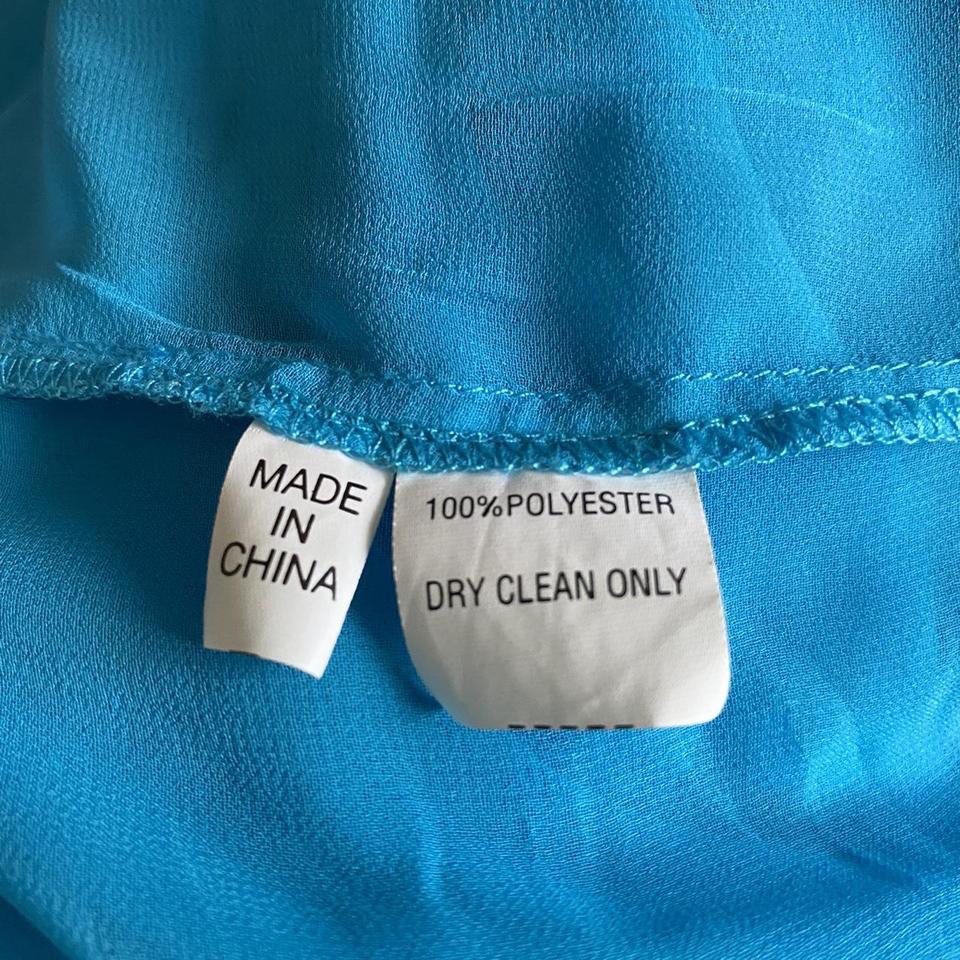 MADE
IN
CHINA
100%POLYESTER
DRY CLEAN ONLY